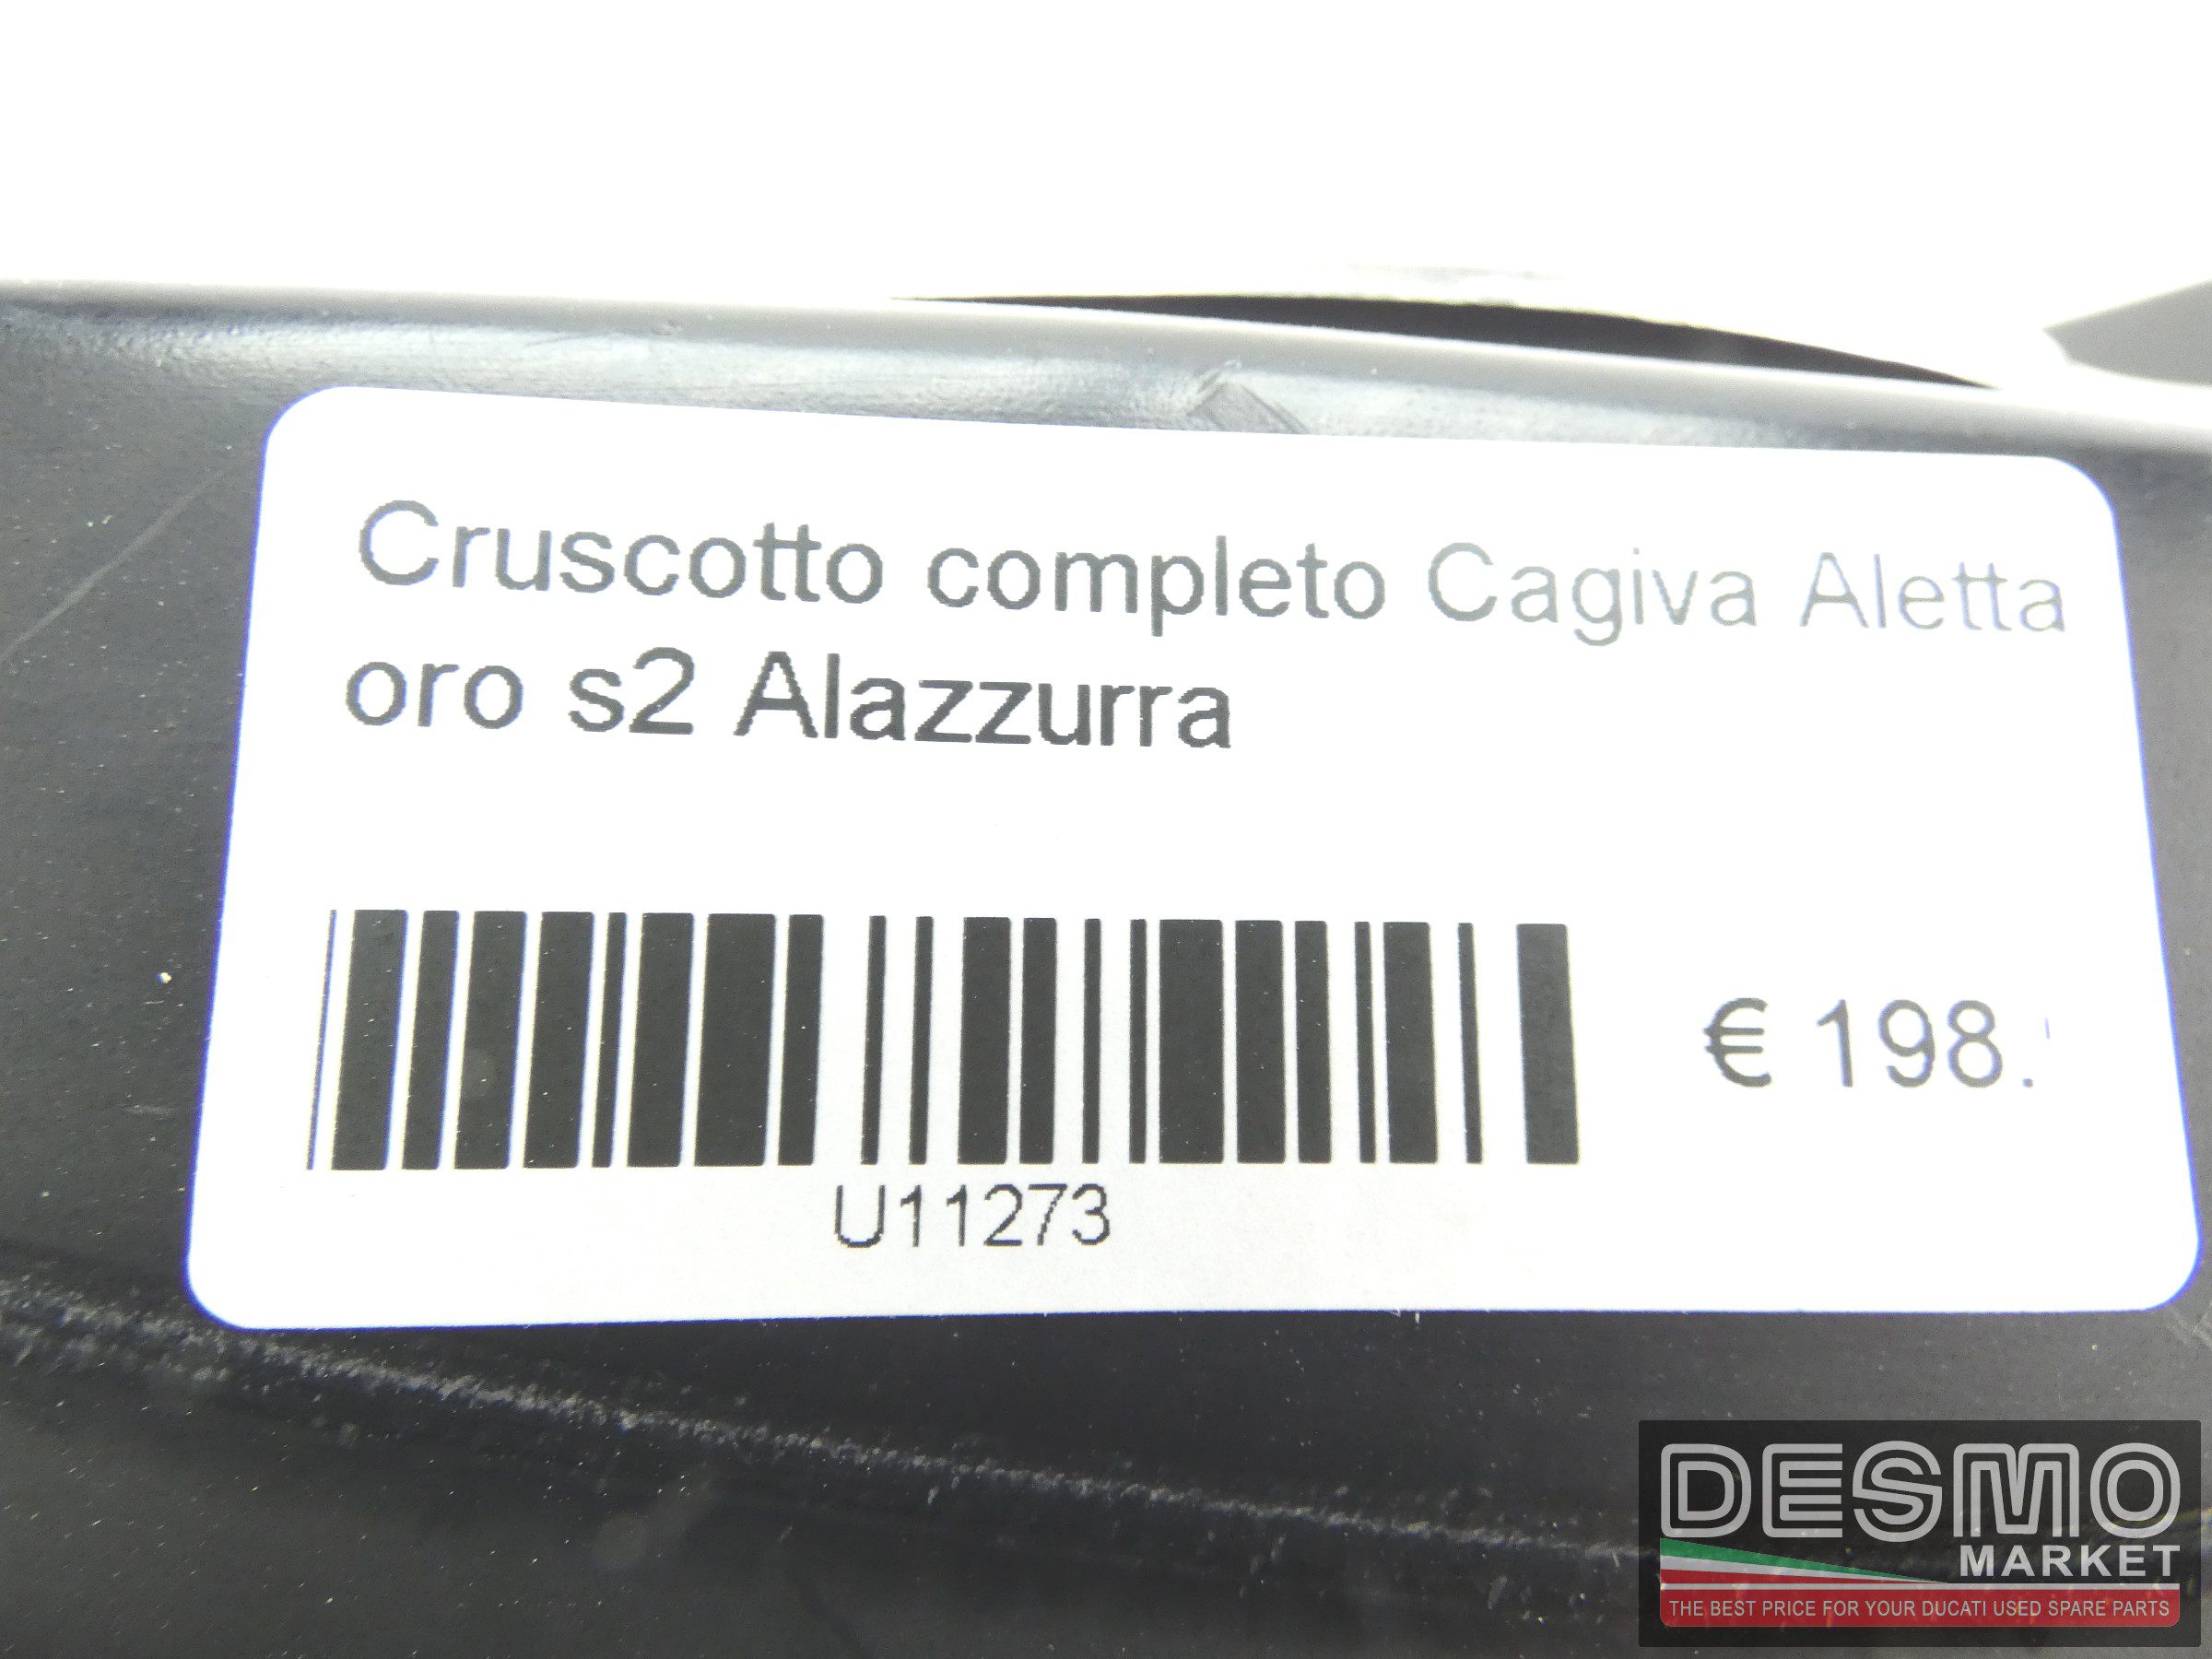 Cruscotto completo Cagiva Aletta
oro s2 Alazzurra
€ 198.
U11273
DESMO
MARKET
THE BEST PRICE FOR YOUR DUCATI USED SPARE PARTS